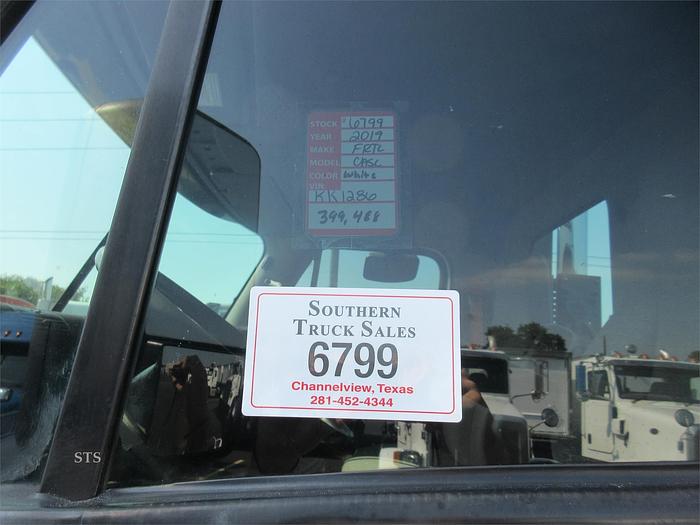 STOCK 6799
YEAR 2019
MAKE FRTL
MODEL CASC
COLOR White
VIN:
KK1286
399,488
SOUTHERN
TRUCK SALES
6799
Channelview, Texas
281-452-4344
STS